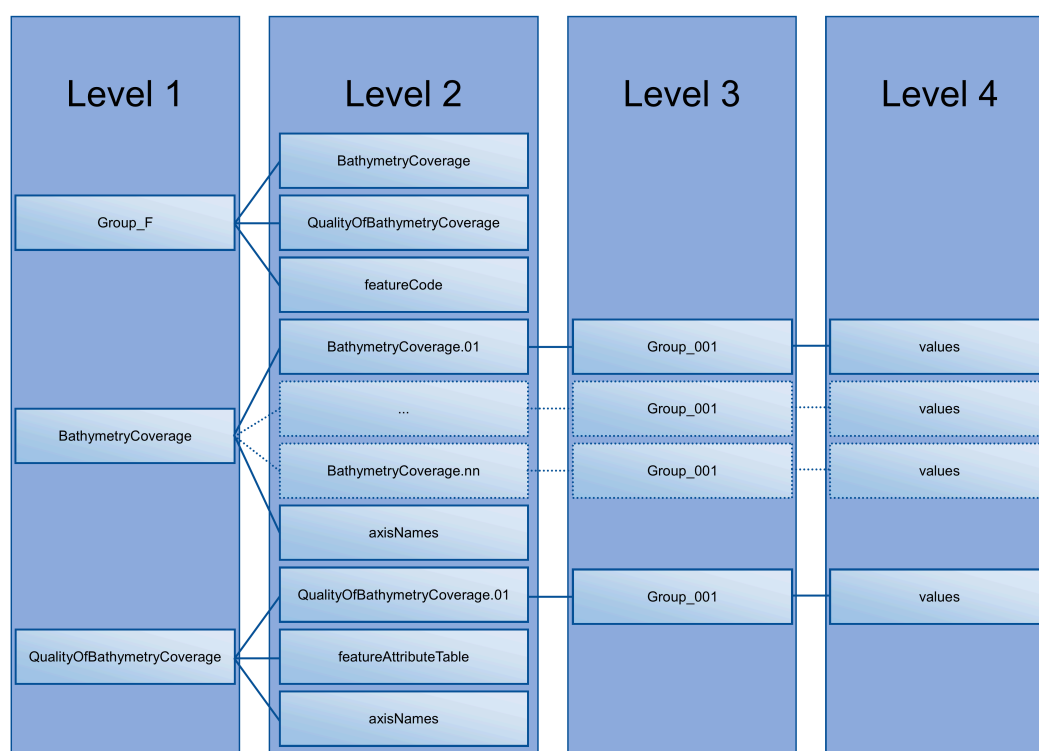 Level 1
Level 2
Level 3
Level 4
BathymetryCoverage
Group_F
QualityOfBathymetryCoverage
featureCode
BathymetryCoverage.01
Group_001
values
...
Group_001
values
BathymetryCoverage
BathymetryCoverage.nn
Group_001
values
axisNames
QualityOfBathymetryCoverage.01
Group_001
values
QualityOfBathymetryCoverage
featureAttributeTable
axisNames